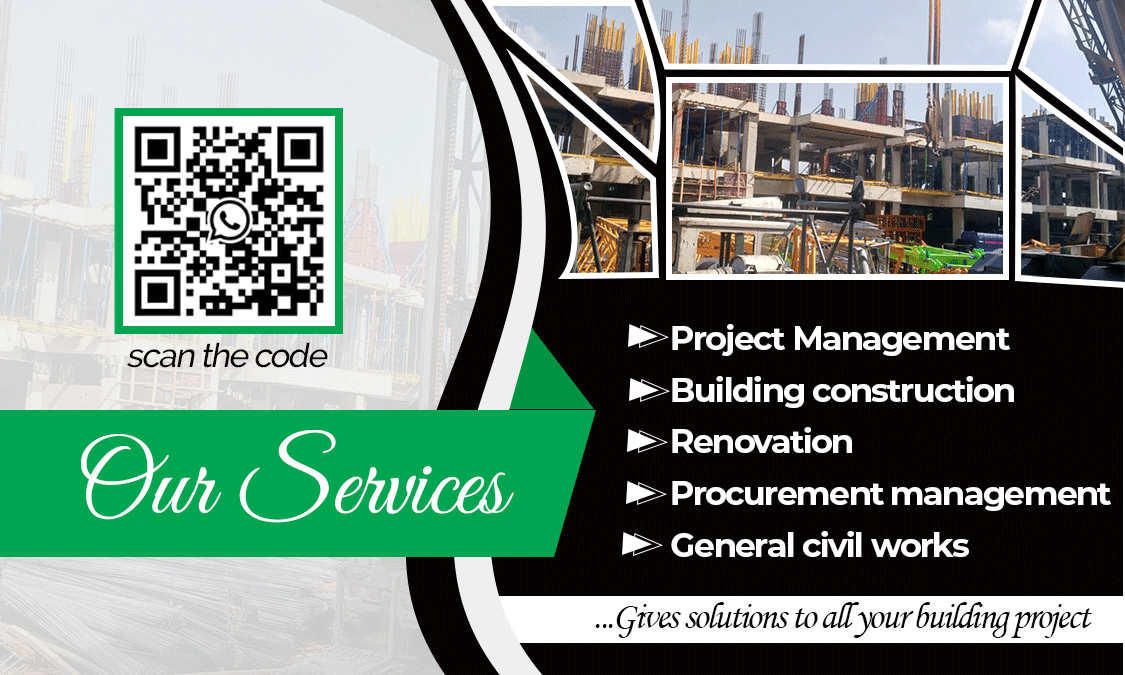 scan the code
Our Services
Project Management
Building construction
Renovation
Procurement management
General civil works
...Gives solutions to all your building project